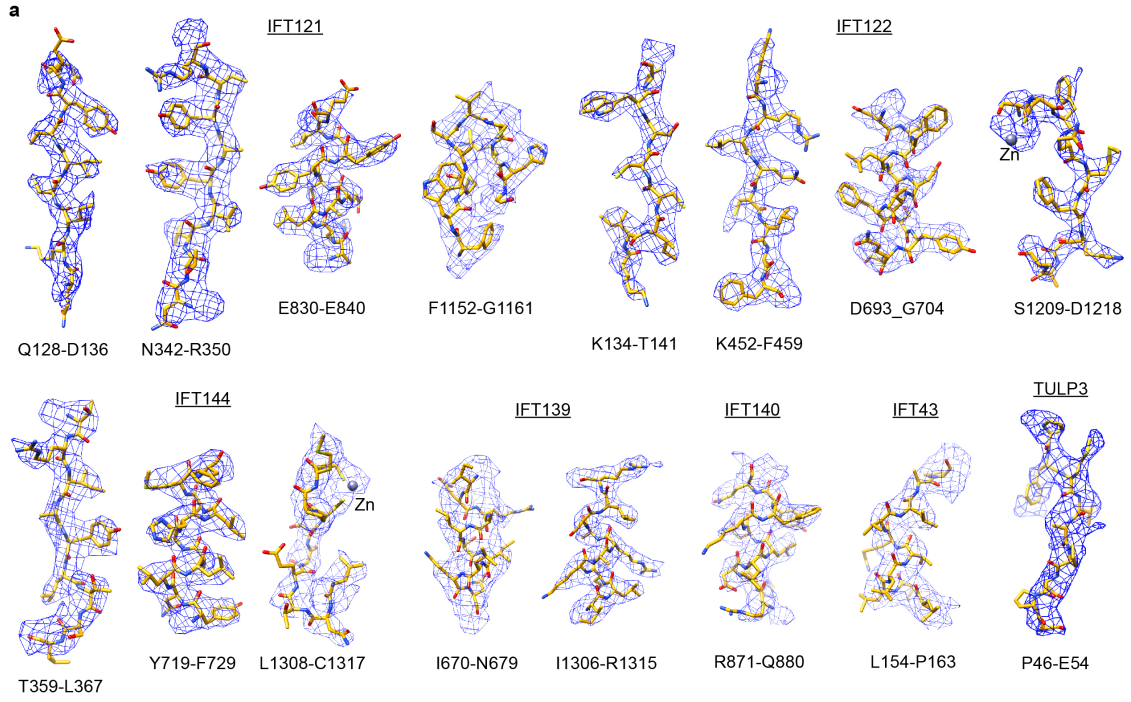 a
IFT121
IFT122
Zn
E830-E840
F1152-G1161
D693_G704
S1209-D1218
Q128-D136
N342-R350
K134-T141
K452-F459
IFT144
IFT139
IFT140
IFT43
TULP3
Zn
Y719-F729
L1308-C1317
I670-N679
I1306-R1315
R871-Q880
L154-P163
P46-E54
T359-L367